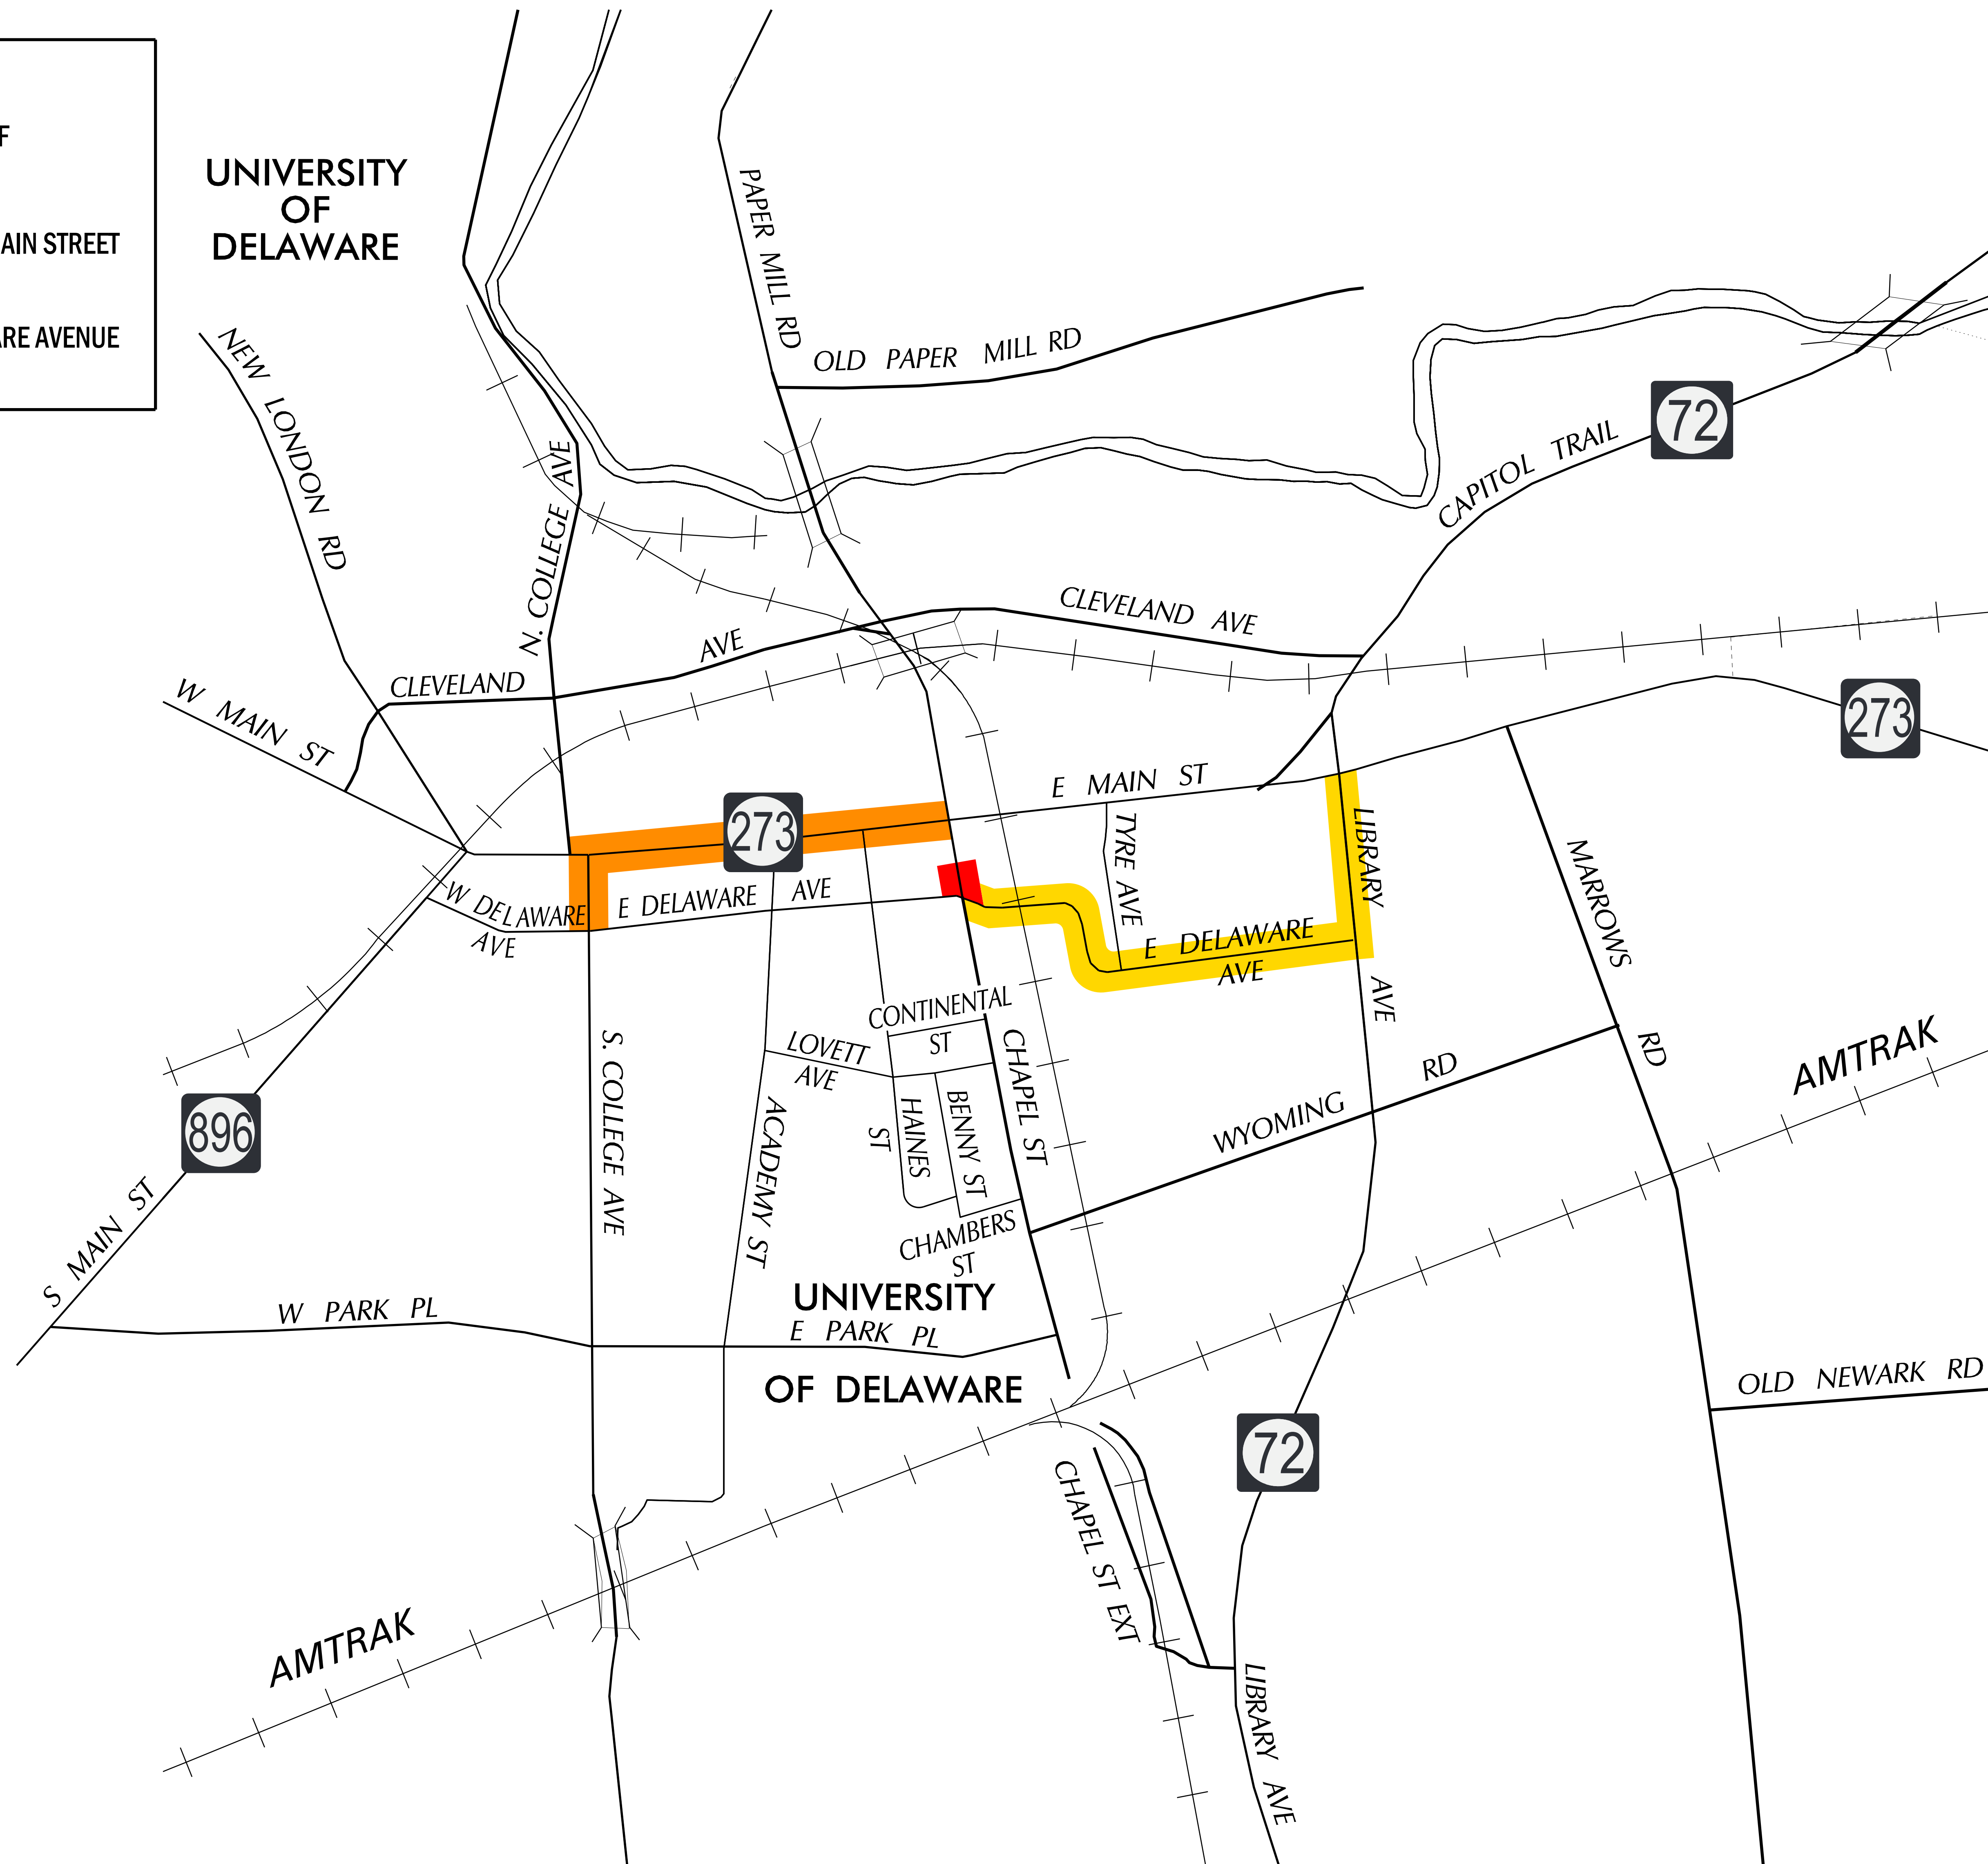 F
AIN STREET
RE AVENUE
UNIVERSITY
OF
DELAWARE
NEW LONDON RD
PAPER MILL RD
OLD PAPER MILL RD
N. COLLEGE AVE
72
CAPITOL TRAIL
CLEVELAND AVE
CLEVELAND AVE
W MAIN ST
273
E MAIN ST
273
TYRE AVE
LIBRARY AVE
MARROWS RD
W DELAWARE
AVE
E DELAWARE AVE
E DELAWARE
AVE
CONTINENTAL
ST
LOVETT
AVE
CHAPEL ST
S. COLLEGE AVE
ACADEMY ST
HAINES
ST
BENNY ST
WYOMING RD
AMTRAK
896
S MAIN ST
CHAMBERS
ST
UNIVERSITY
W PARK PL
E PARK PL
OF DELAWARE
OLD NEWARK RD
72
CHAPEL ST EXT
AMTRAK
LIBRARY AVE